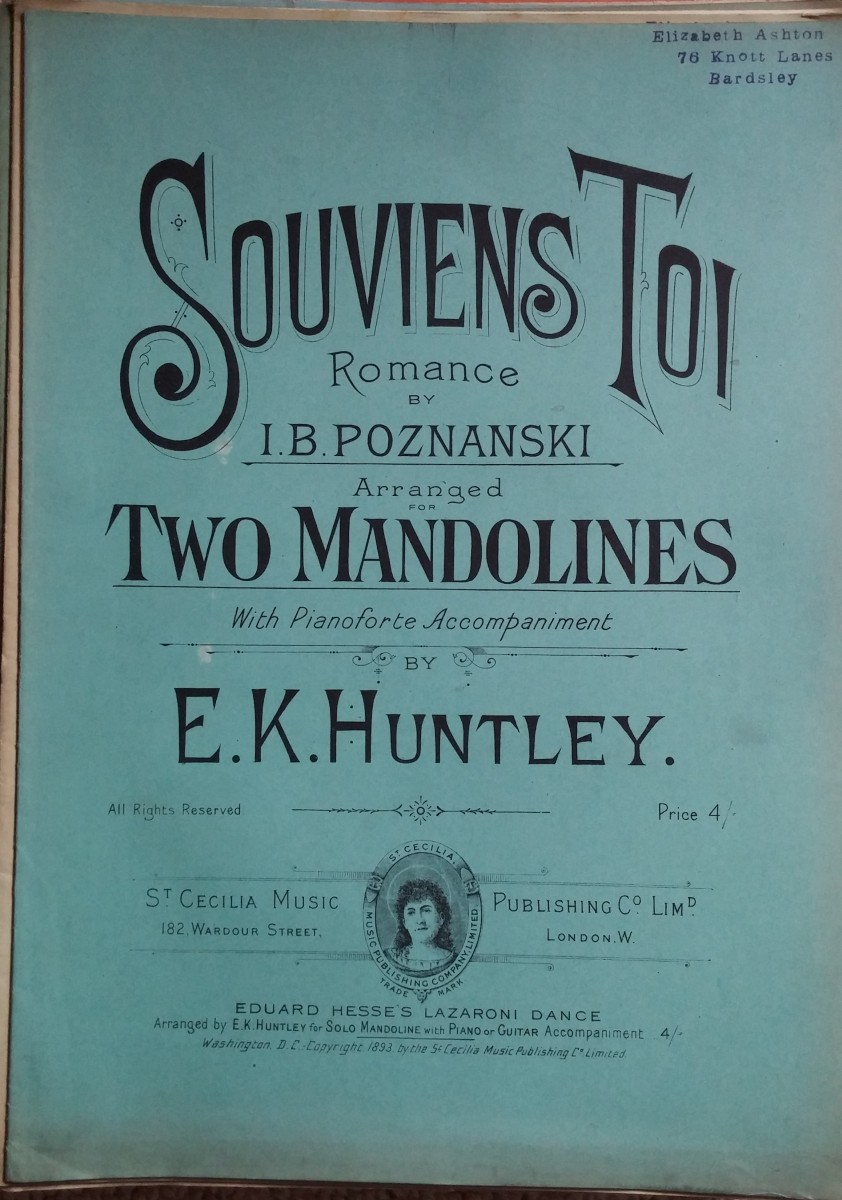 Elizabeth Ashton
76 Knott Lanes
Bardsley
SOUVIENS TOI
Romance
BY
I.B. POZNANSKI
Arranged
FOR
TWO MANDOLINES
With Pianoforte Accompaniment
BY
E.K. HUNTLEY.
All Rights Reserved
Price 4/-
ST CECILIA.
MUSIC PUBLISHING COMPANY, LIMITED
TRADE MARK
ST CECILIA MUSIC PUBLISHING CO. LIMD.
182, WARDOUR STREET, LONDON. W.
EDUARD HESSE'S LAZARONI DANCE
Arranged by E.K. HUNTLEY for SOLO MANDOLINE with PIANO or GUITAR Accompaniment 4/-
Washington, D.C.: Copyright, 1893, by the St Cecilia Music Publishing Co. Limited.